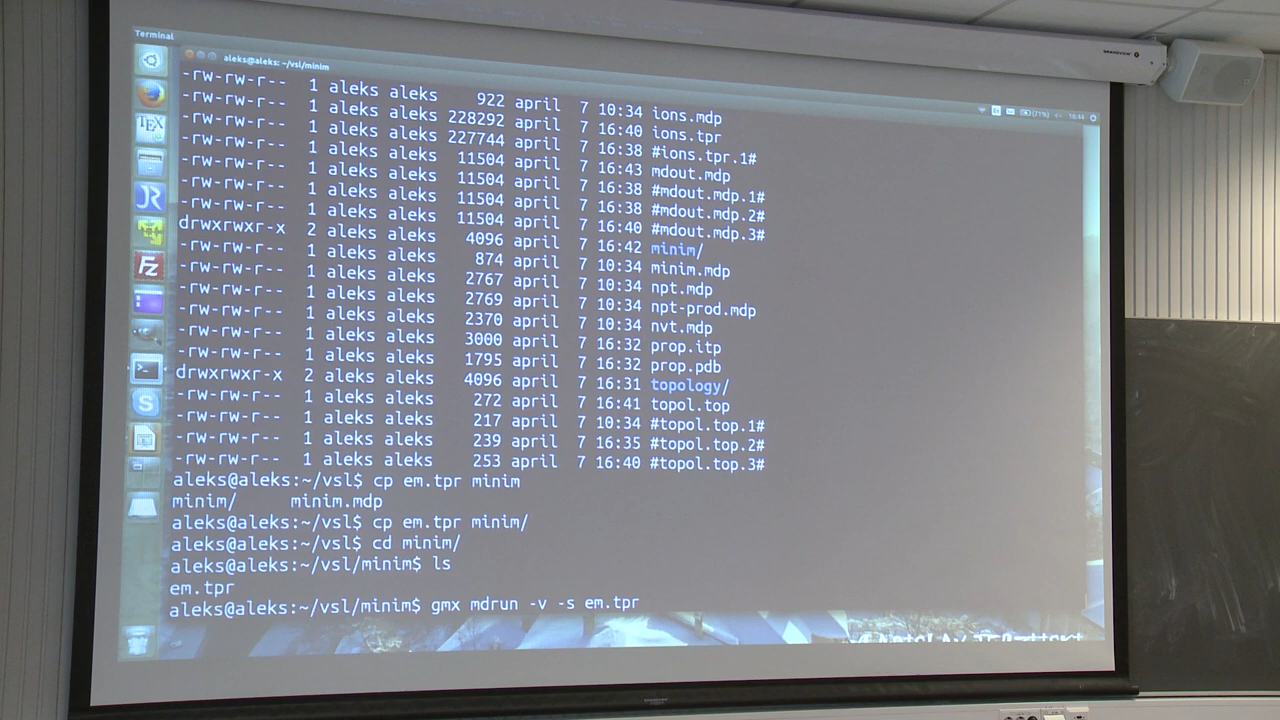 Terminal
aleks@aleks: ~/vsl/minim
(71%) 16:44
-rw-rw-r-- 1 aleks aleks 922 april 7 10:34 ions.mdp
-rw-rw-r-- 1 aleks aleks 228292 april 7 16:40 ions.tpr
-rw-rw-r-- 1 aleks aleks 227744 april 7 16:38 #ions.tpr.1#
-rw-rw-r-- 1 aleks aleks 11504 april 7 16:43 mdout.mdp
-rw-rw-r-- 1 aleks aleks 11504 april 7 16:38 #mdout.mdp.1#
-rw-rw-r-- 1 aleks aleks 11504 april 7 16:38 #mdout.mdp.2#
-rw-rw-r-- 1 aleks aleks 11504 april 7 16:40 #mdout.mdp.3#
drwxrwxr-x 2 aleks aleks 4096 april 7 16:42 minim/
-rw-rw-r-- 1 aleks aleks 874 april 7 10:34 minim.mdp
-rw-rw-r-- 1 aleks aleks 2767 april 7 10:34 npt.mdp
-rw-rw-r-- 1 aleks aleks 2769 april 7 10:34 npt-prod.mdp
-rw-rw-r-- 1 aleks aleks 2370 april 7 10:34 nvt.mdp
-rw-rw-r-- 1 aleks aleks 3000 april 7 16:32 prop.itp
-rw-rw-r-- 1 aleks aleks 1795 april 7 16:32 prop.pdb
drwxrwxr-x 2 aleks aleks 4096 april 7 16:31 topology/
-rw-rw-r-- 1 aleks aleks 272 april 7 16:41 topol.top
-rw-rw-r-- 1 aleks aleks 217 april 7 10:34 #topol.top.1#
-rw-rw-r-- 1 aleks aleks 239 april 7 16:35 #topol.top.2#
-rw-rw-r-- 1 aleks aleks 253 april 7 16:40 #topol.top.3#
aleks@aleks:~/vsl$ cp em.tpr minim
minim/ minim.mdp
aleks@aleks:~/vsl$ cp em.tpr minim/
aleks@aleks:~/vsl$ cd minim/
aleks@aleks:~/vsl/minim$ ls
em.tpr
aleks@aleks:~/vsl/minim$ gmx mdrun -v -s em.tpr